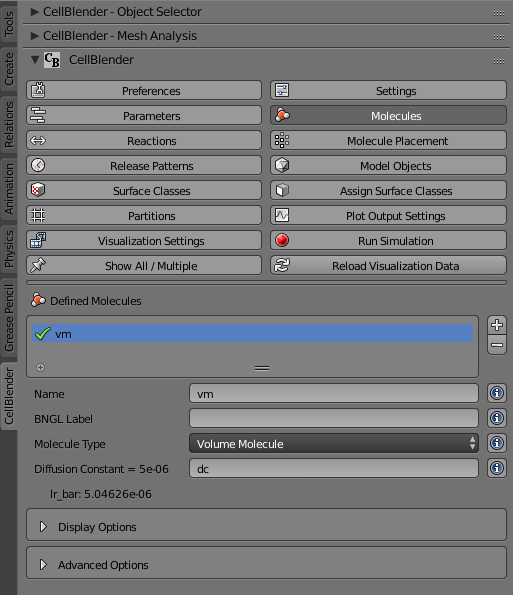 CellBlender - Object Selector
CellBlender - Mesh Analysis
CellBlender
Preferences
Settings
Parameters
Molecules
Reactions
Molecule Placement
Release Patterns
Model Objects
Surface Classes
Assign Surface Classes
Partitions
Plot Output Settings
Visualization Settings
Run Simulation
Show All / Multiple
Reload Visualization Data
Defined Molecules
vm
Name
vm
BNGL Label
Molecule Type
Volume Molecule
Diffusion Constant = 5e-06
dc
lr_bar: 5.04626e-06
Display Options
Advanced Options
Tools
Create
Relations
Animation
Physics
Grease Pencil
CellBlender